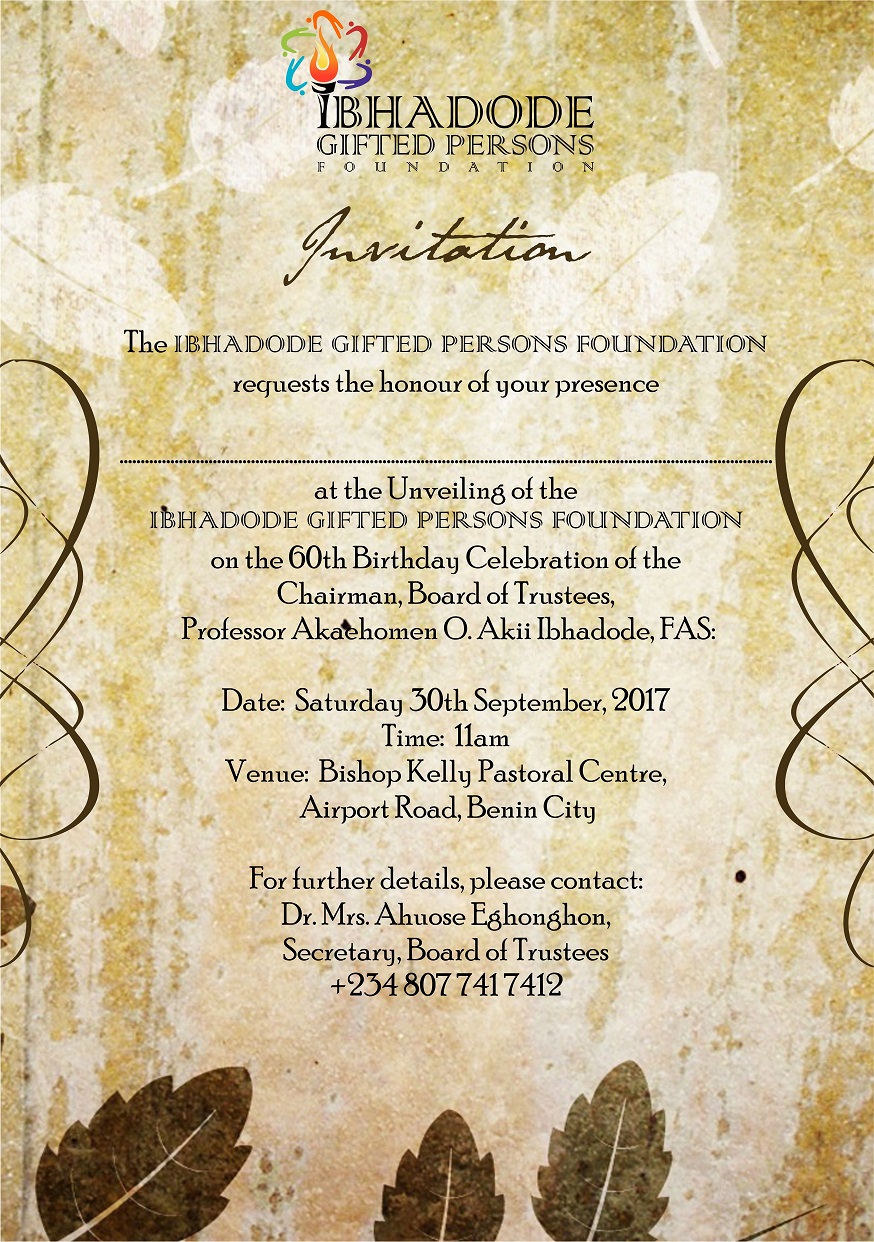 IBHADODE
GIFTED PERSONS
FOUNDATION
Invitation
The IBHADODE GIFTED PERSONS FOUNDATION
requests the honour of your presence
at the Unveiling of the
IBHADODE GIFTED PERSONS FOUNDATION
on the 60th Birthday Celebration of the
Chairman, Board of Trustees,
Professor Akaehomen O. Akii Ibhadode, FAS:
Date: Saturday 30th September, 2017
Time: 11am
Venue: Bishop Kelly Pastoral Centre,
Airport Road, Benin City
For further details, please contact:
Dr. Mrs. Ahuose Eghonghon,
Secretary, Board of Trustees
+234 807 741 7412